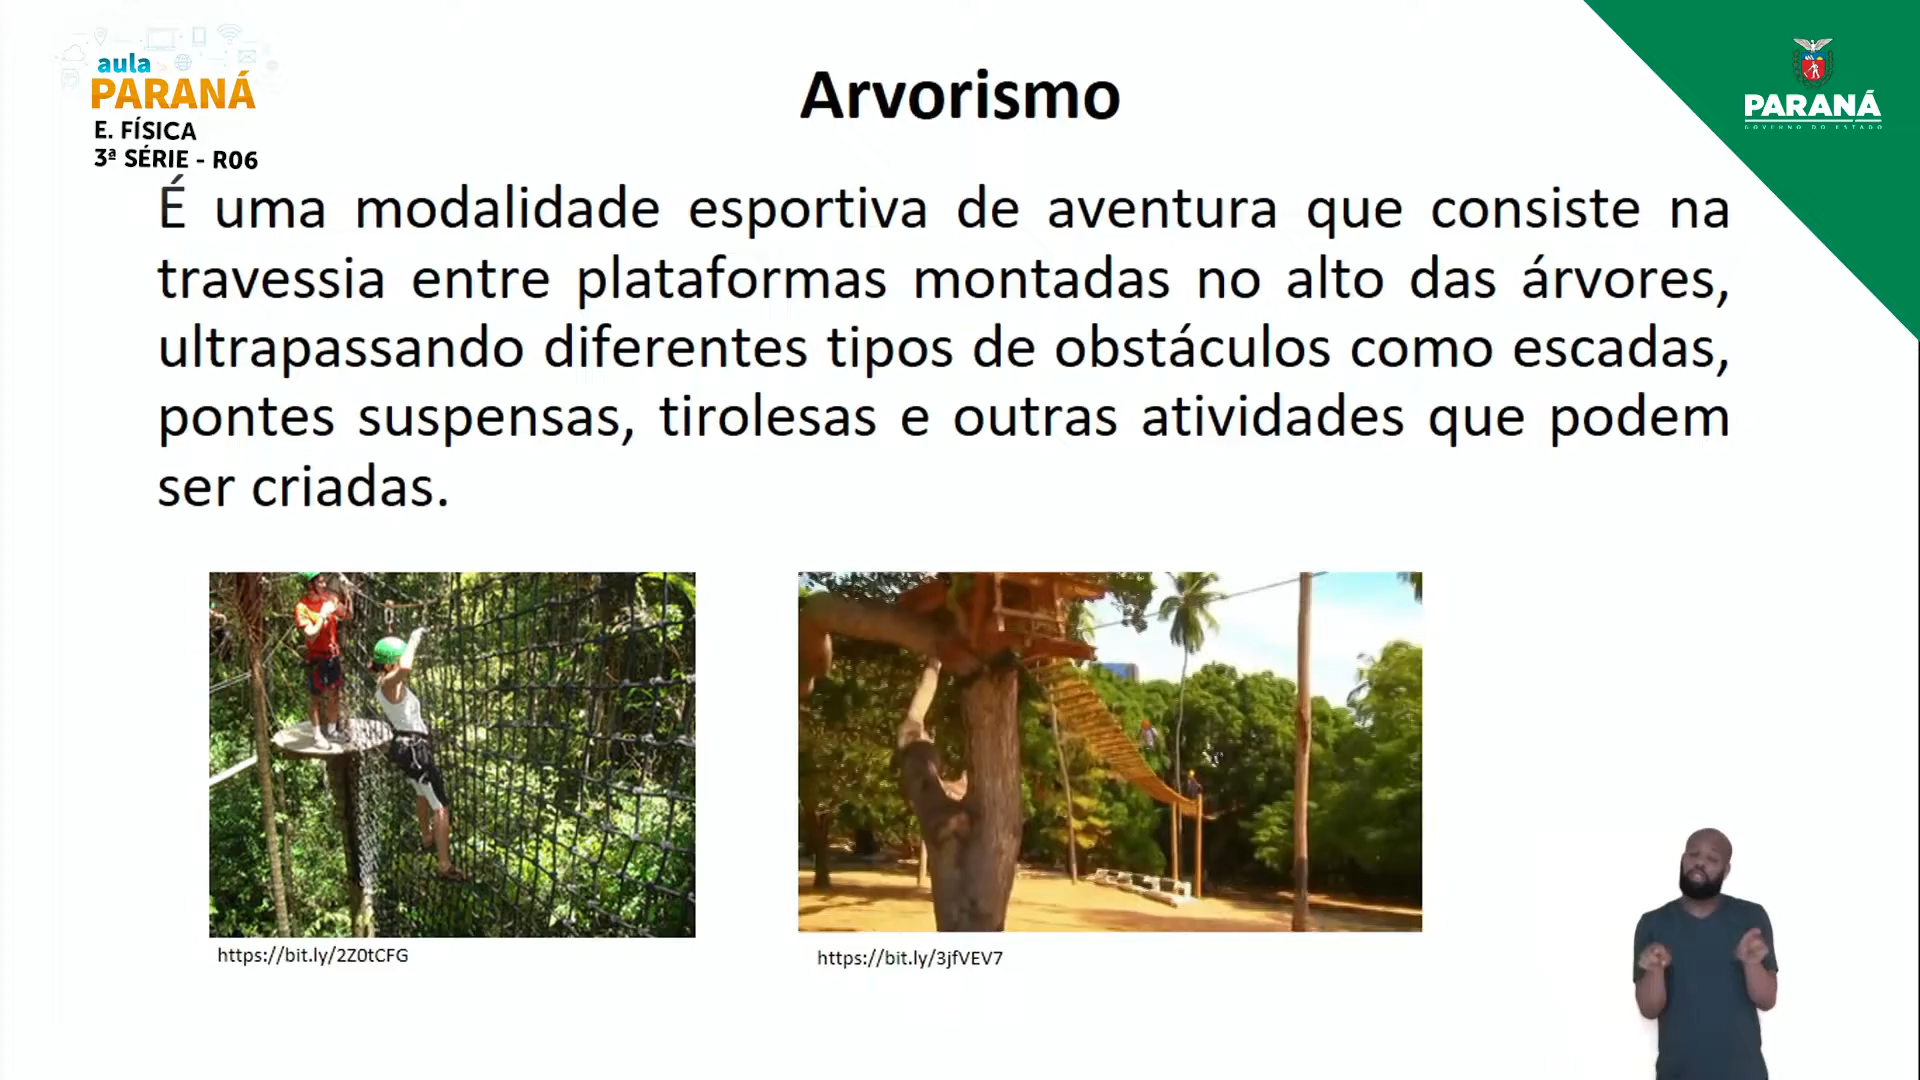 aula
PARANÁ
E. FÍSICA
3ª SÉRIE - R06
Arvorismo
PARANÁ
GOVERNO DO ESTADO
É uma modalidade esportiva de aventura que consiste na
travessia entre plataformas montadas no alto das árvores,
ultrapassando diferentes tipos de obstáculos como escadas,
pontes suspensas, tirolesas e outras atividades que podem
ser criadas.
https://bit.ly/2Z0tCFG
https://bit.ly/3jfVEV7